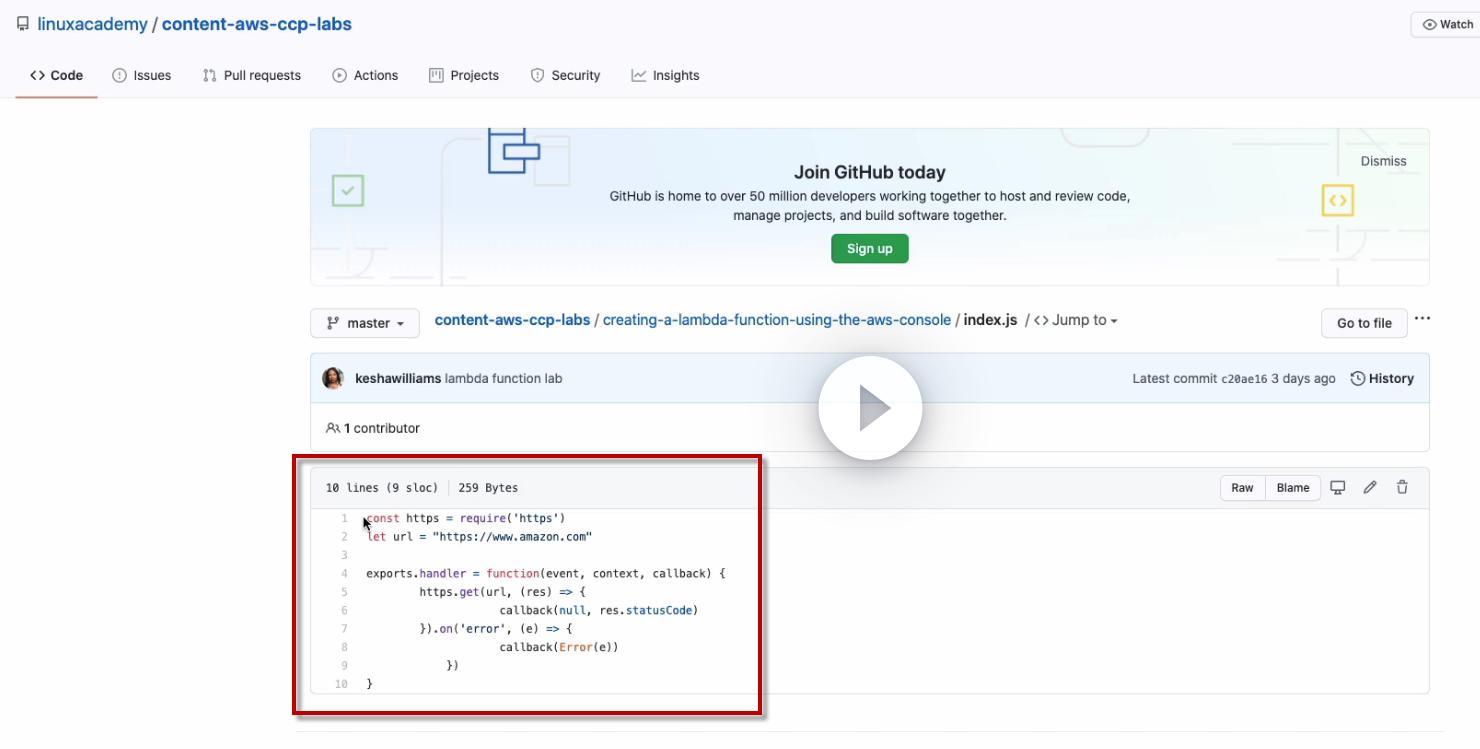 linuxacademy / content-aws-ccp-labs
Watch
Code Issues Pull requests Actions Projects Security Insights
Dismiss
Join GitHub today
GitHub is home to over 50 million developers working together to host and review code,
manage projects, and build software together.
Sign up
master content-aws-ccp-labs / creating-a-lambda-function-using-the-aws-console / index.js / <> Jump to
Go to file ...
keshawilliams lambda function lab Latest commit c20ae16 3 days ago History
1 contributor
10 lines (9 sloc) 259 Bytes Raw Blame
1 const https = require('https')
2 let url = "https://www.amazon.com"
3
4 exports.handler = function(event, context, callback) {
5 https.get(url, (res) => {
6 callback(null, res.statusCode)
7 }).on('error', (e) => {
8 callback(Error(e))
9 })
10 }